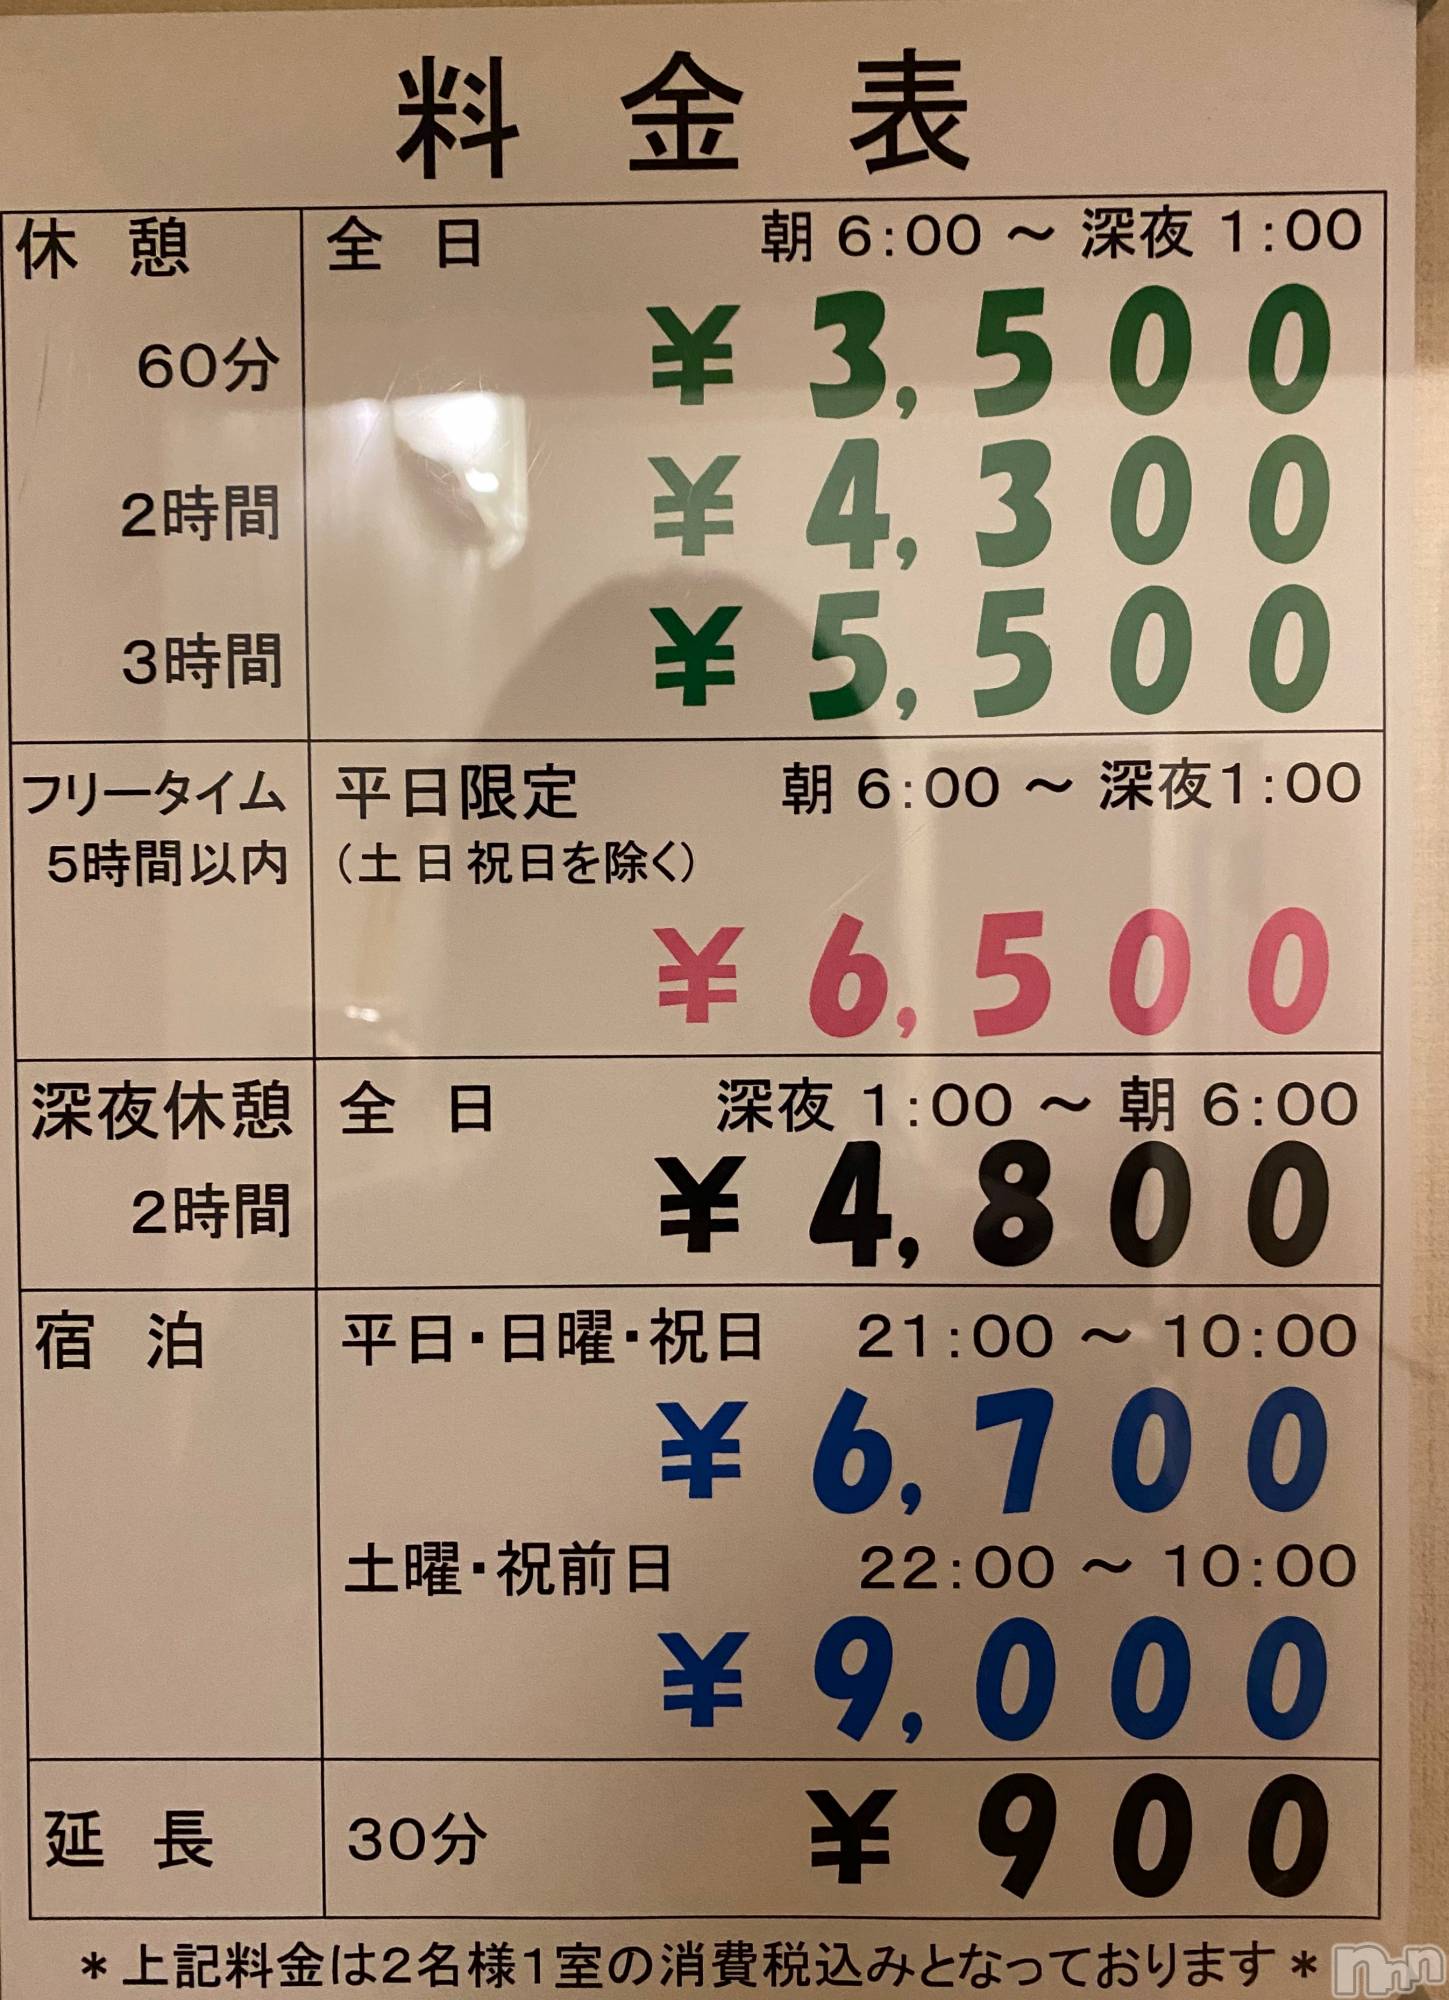 料金表
休憩 全日 朝 6:00 ～ 深夜 1:00
60分 ¥3,500
2時間 ¥4,300
3時間 ¥5,500
フリータイム 平日限定 朝 6:00 ～ 深夜1:00
5時間以内 (土日祝日を除く)
¥6,500
深夜休憩 全日 深夜 1:00 ～ 朝 6:00
2時間 ¥4,800
宿泊 平日・日曜・祝日 21:00 ～ 10:00
¥6,700
土曜・祝前日 22:00 ～ 10:00
¥9,000
延長 30分 ¥900
＊上記料金は2名様1室の消費税込みとなっております＊